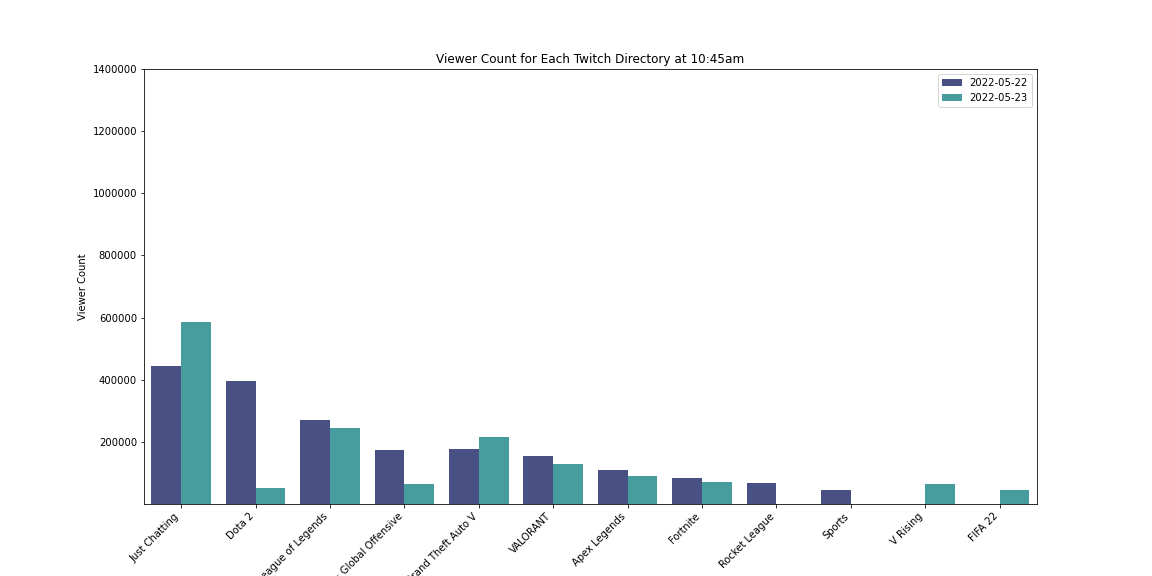 Viewer Count for Each Twitch Directory at 10:45am
1400000
1200000
1000000
800000
600000
400000
200000
Viewer Count
2022-05-22
2022-05-23
Just Chatting
Dota 2
eague of Legends
Global Offensive
rand Theft Auto V
VALORANT
Apex Legends
Fortnite
Rocket League
Sports
V Rising
FIFA 22